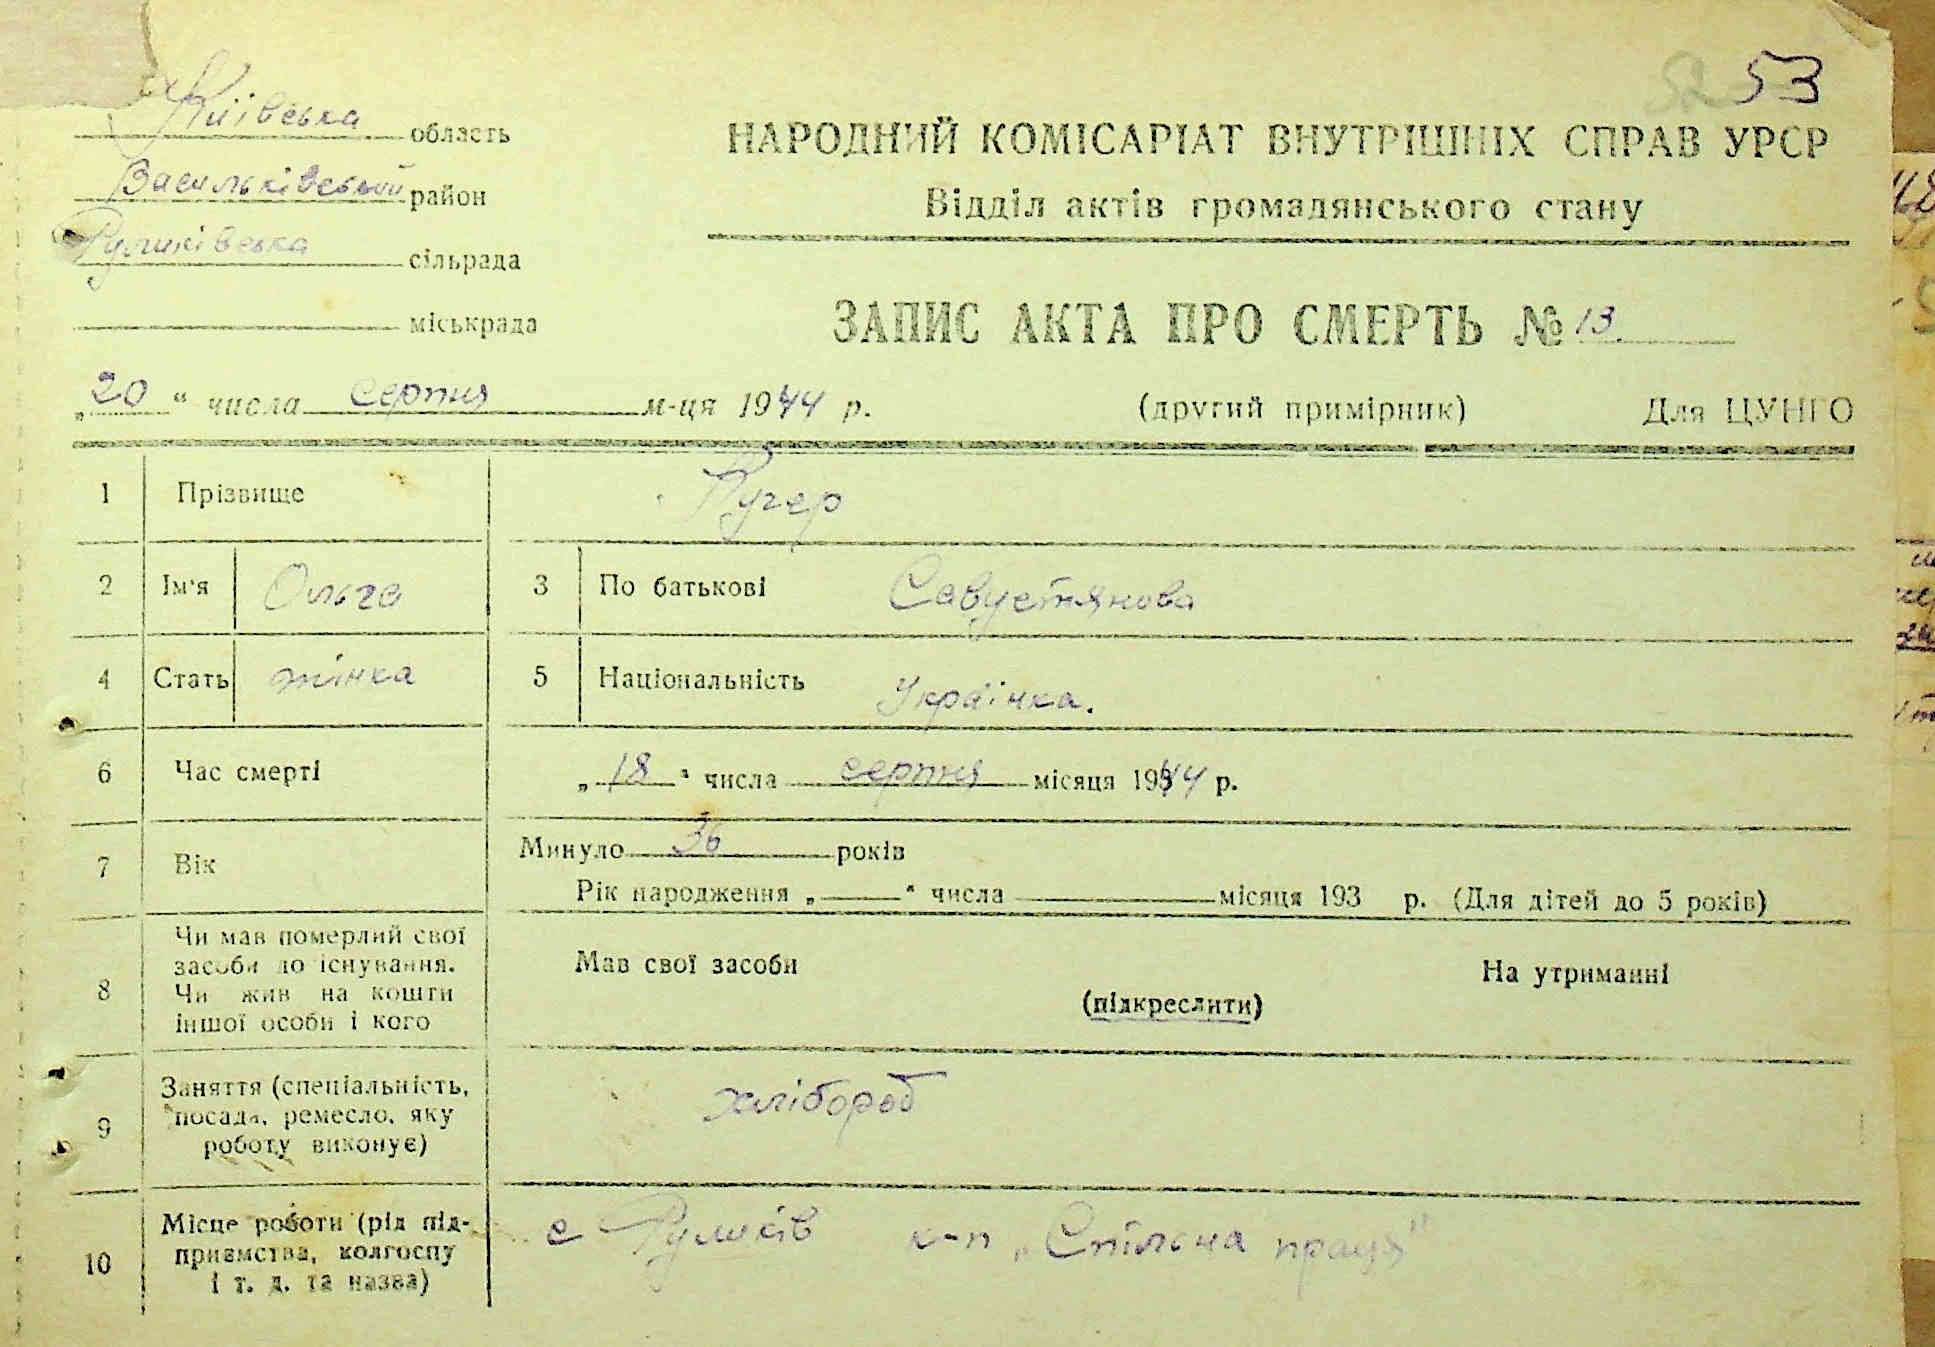 53
Київська область
Васильківський район
Руликівська сільрада
міськрада
НАРОДНИЙ КОМІСАРІАТ ВНУТРІШНІХ СПРАВ УРСР
Відділ актів громадянського стану
ЗАПИС АКТА ПРО СМЕРТЬ № 13.
„20“ числа серпня м-ця 1944 р.
(другий примірник) Для ЦУНГО
1 Прізвище
2 Ім'я Ольга 3 По батькові Савустянова
4 Стать жінка 5 Національність Українка.
6 Час смерті „18“ числа серпня місяця 1944 р.
7 Вік Минуло 36 років
Рік народження „ “ числа місяця 193 р. (Для дітей до 5 років)
8 Чи мав померлий свої засоби до існування. Чи жив на кошти іншої особи і кого
Мав свої засоби На утриманні
(підкреслити)
9 Заняття (спеціальність, посада, ремесло, яку роботу виконує) хлібороб
10 Місце роботи (рід підприємства, колгоспу і т. д. та назва) с Руликів к-п „Спільна праця"